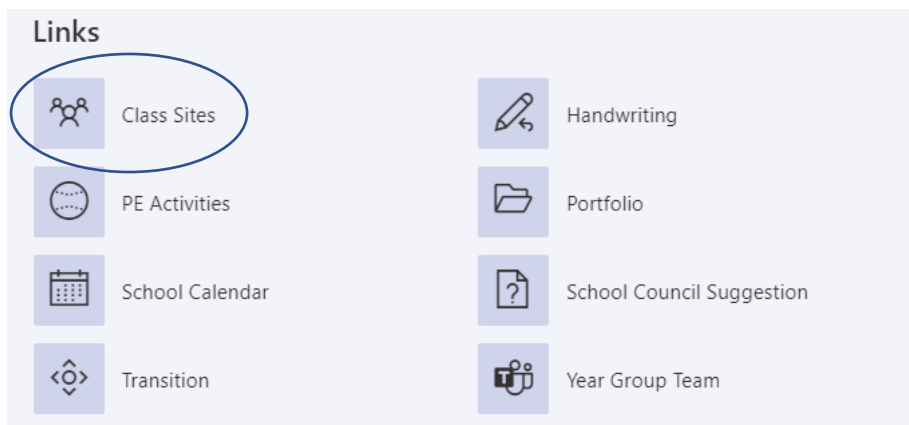 Links
Class Sites
Handwriting
PE Activities
Portfolio
School Calendar
School Council Suggestion
Transition
Year Group Team